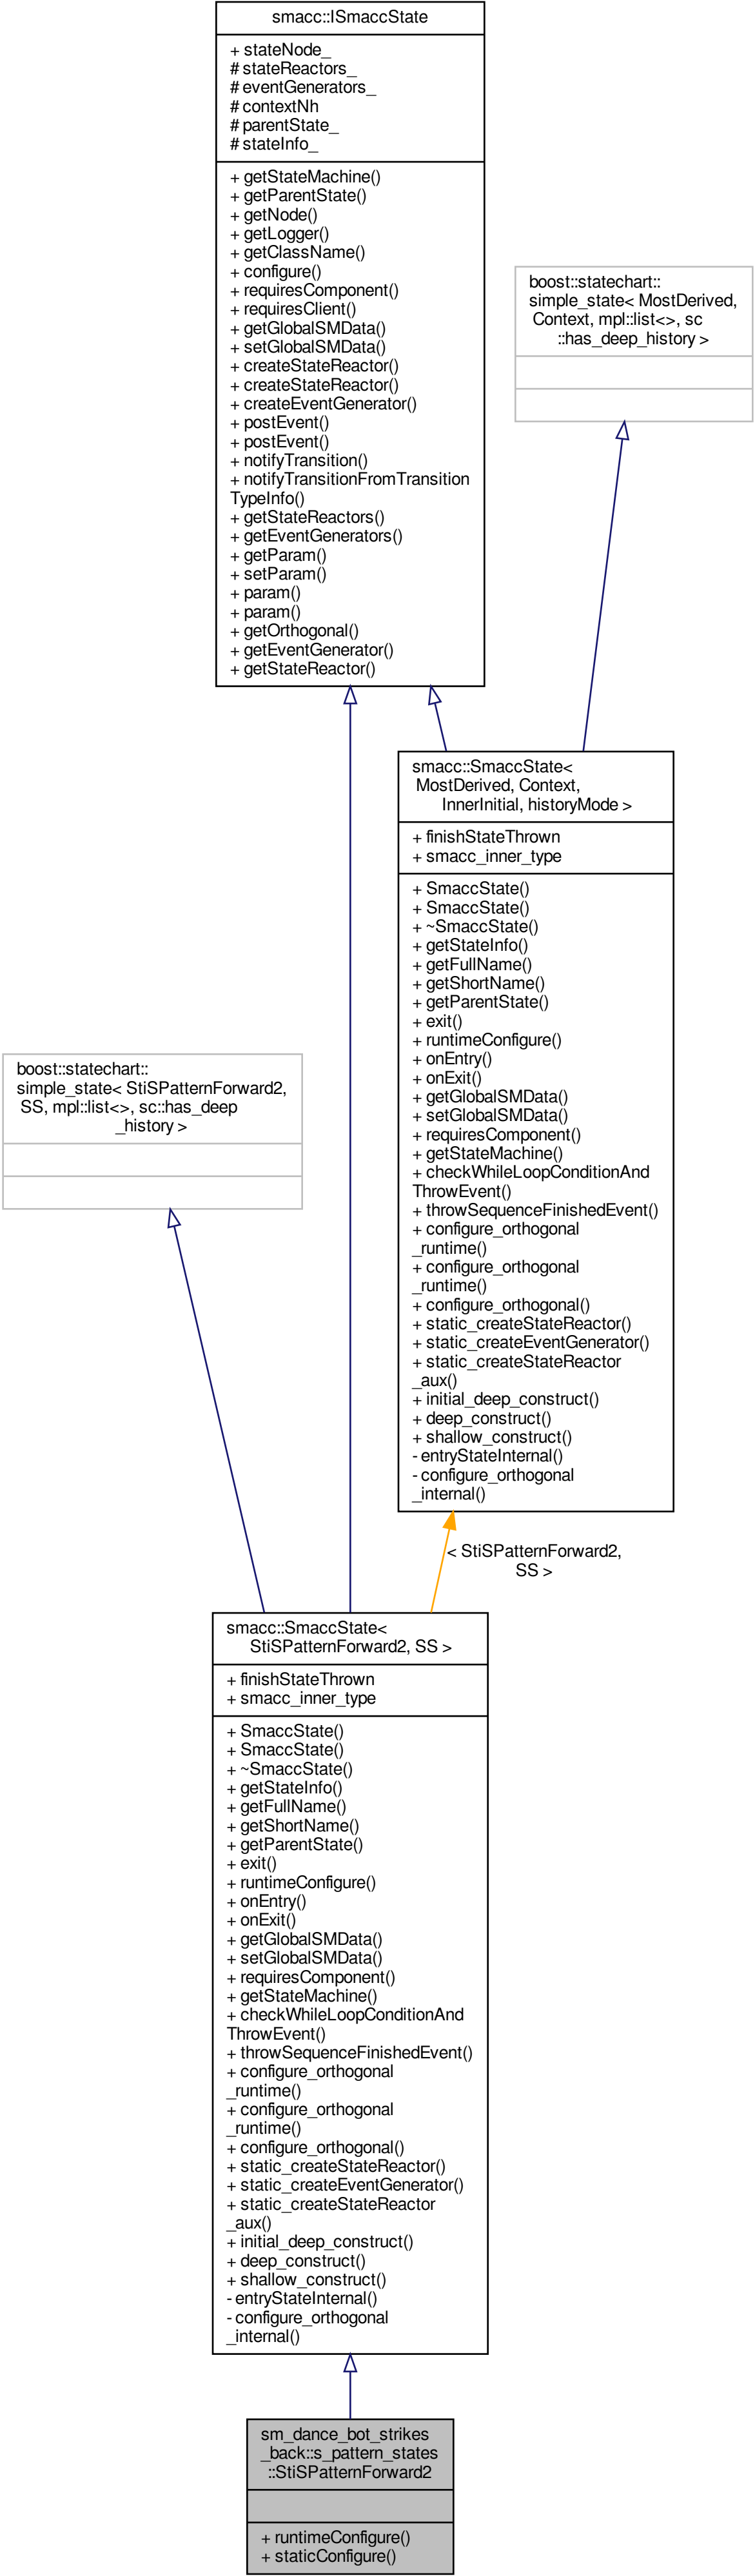 smacc::ISmaccState
+ stateNode_
# stateReactors_
# eventGenerators_
# contextNh
# parentState_
# stateInfo_
+ getStateMachine()
+ getParentState()
+ getNode()
+ getLogger()
+ getClassName()
+ configure()
+ requiresComponent()
+ requiresClient()
+ getGlobalSMData()
+ setGlobalSMData()
+ createStateReactor()
+ createStateReactor()
+ createEventGenerator()
+ postEvent()
+ postEvent()
+ notifyTransition()
+ notifyTransitionFromTransition
TypeInfo()
+ getStateReactors()
+ getEventGenerators()
+ getParam()
+ setParam()
+ param()
+ param()
+ getOrthogonal()
+ getEventGenerator()
+ getStateReactor()
boost::statechart::
simple_state< MostDerived,
Context, mpl::list<>, sc
::has_deep_history >
smacc::SmaccState<
MostDerived, Context,
InnerInitial, historyMode >
+ finishStateThrown
+ smacc_inner_type
+ SmaccState()
+ SmaccState()
+ ~SmaccState()
+ getStateInfo()
+ getFullName()
+ getShortName()
+ getParentState()
+ exit()
+ runtimeConfigure()
+ onEntry()
+ onExit()
+ getGlobalSMData()
+ setGlobalSMData()
+ requiresComponent()
+ getStateMachine()
+ checkWhileLoopConditionAnd
ThrowEvent()
+ throwSequenceFinishedEvent()
+ configure_orthogonal
_runtime()
+ configure_orthogonal
_runtime()
+ configure_orthogonal()
+ static_createStateReactor()
+ static_createEventGenerator()
+ static_createStateReactor
_aux()
+ initial_deep_construct()
+ deep_construct()
+ shallow_construct()
- entryStateInternal()
- configure_orthogonal
_internal()
boost::statechart::
simple_state< StiSPatternForward2,
SS, mpl::list<>, sc::has_deep
_history >
< StiSPatternForward2,
SS >
smacc::SmaccState<
StiSPatternForward2, SS >
+ finishStateThrown
+ smacc_inner_type
+ SmaccState()
+ SmaccState()
+ ~SmaccState()
+ getStateInfo()
+ getFullName()
+ getShortName()
+ getParentState()
+ exit()
+ runtimeConfigure()
+ onEntry()
+ onExit()
+ getGlobalSMData()
+ setGlobalSMData()
+ requiresComponent()
+ getStateMachine()
+ checkWhileLoopConditionAnd
ThrowEvent()
+ throwSequenceFinishedEvent()
+ configure_orthogonal
_runtime()
+ configure_orthogonal
_runtime()
+ configure_orthogonal()
+ static_createStateReactor()
+ static_createEventGenerator()
+ static_createStateReactor
_aux()
+ initial_deep_construct()
+ deep_construct()
+ shallow_construct()
- entryStateInternal()
- configure_orthogonal
_internal()
sm_dance_bot_strikes
_back::s_pattern_states
::StiSPatternForward2
+ runtimeConfigure()
+ staticConfigure()